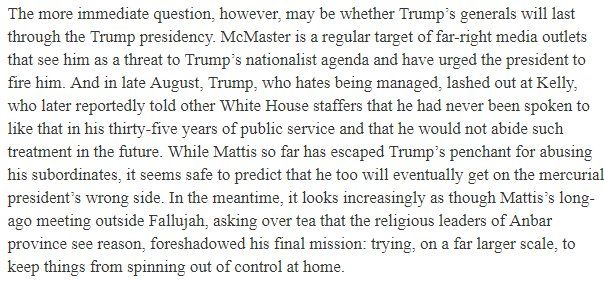 The more immediate question, however, may be whether Trump's generals will last
through the Trump presidency. McMaster is a regular target of far-right media outlets
that see him as a threat to Trump's nationalist agenda and have urged the president to
fire him. And in late August, Trump, who hates being managed, lashed out at Kelly,
who later reportedly told other White House staffers that he had never been spoken to
like that in his thirty-five years of public service and that he would not abide such
treatment in the future. While Mattis so far has escaped Trump's penchant for abusing
his subordinates, it seems safe to predict that he too will eventually get on the mercurial
president's wrong side. In the meantime, it looks increasingly as though Mattis's long-
ago meeting outside Fallujah, asking over tea that the religious leaders of Anbar
province see reason, foreshadowed his final mission: trying, on a far larger scale, to
keep things from spinning out of control at home.